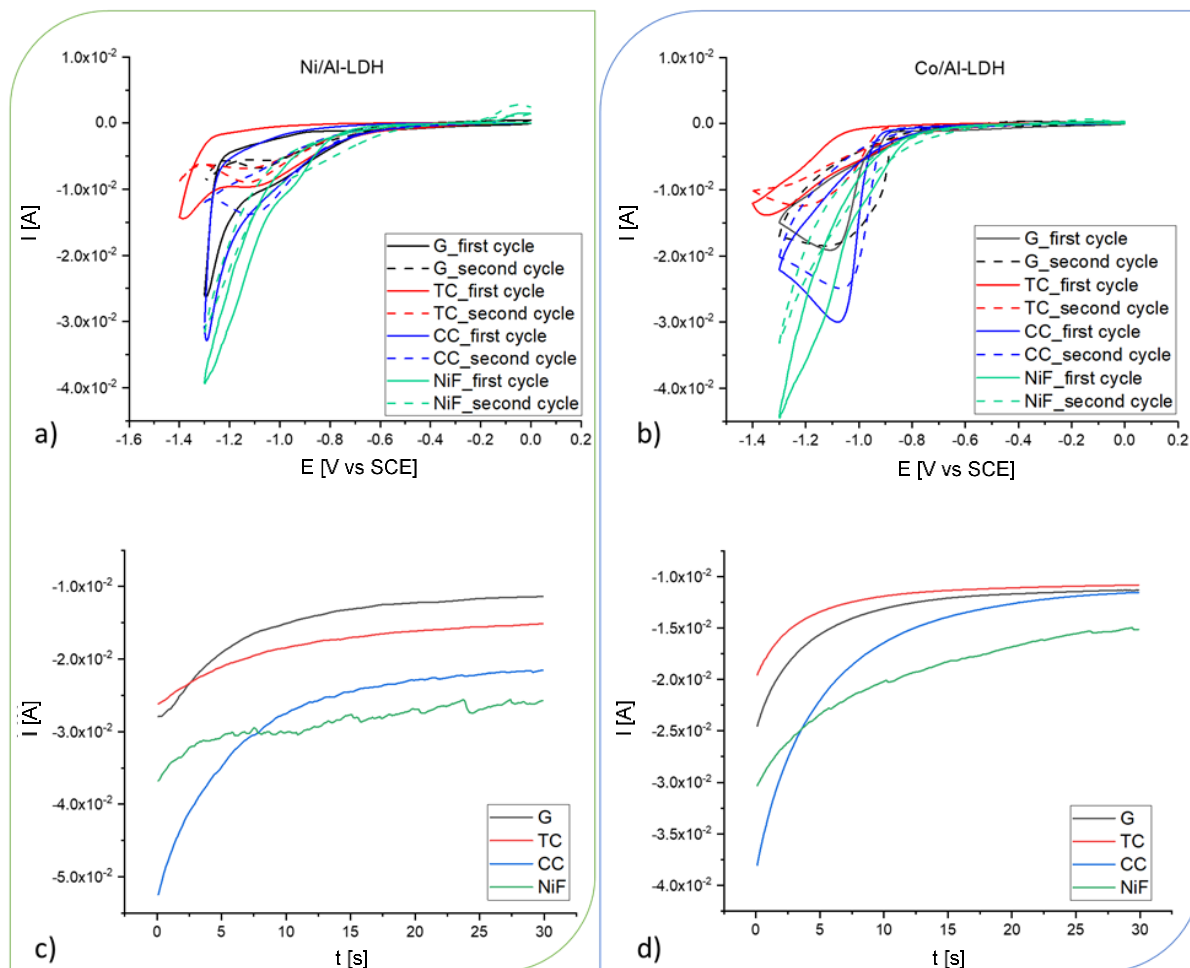 Ni/Al-LDH
1.0x10⁻²
0.0
-1.0x10⁻²
-2.0x10⁻²
-3.0x10⁻²
-4.0x10⁻²
I [A]
G_first cycle
G_second cycle
TC_first cycle
TC_second cycle
CC_first cycle
CC_second cycle
NiF_first cycle
NiF_second cycle
a)
-1.6 -1.4 -1.2 -1.0 -0.8 -0.6 -0.4 -0.2 0.0 0.2
E [V vs SCE]
Co/Al-LDH
1.0x10⁻²
0.0
-1.0x10⁻²
-2.0x10⁻²
-3.0x10⁻²
-4.0x10⁻²
I [A]
G_first cycle
G_second cycle
TC_first cycle
TC_second cycle
CC_first cycle
CC_second cycle
NiF_first cycle
NiF_second cycle
b)
-1.4 -1.2 -1.0 -0.8 -0.6 -0.4 -0.2 0.0 0.2
E [V vs SCE]
-1.0x10⁻²
-2.0x10⁻²
-3.0x10⁻²
-4.0x10⁻²
-5.0x10⁻²
I [A]
G
TC
CC
NiF
0 5 10 15 20 25 30
c)
t [s]
-1.0x10⁻²
-1.5x10⁻²
-2.0x10⁻²
-2.5x10⁻²
-3.0x10⁻²
-3.5x10⁻²
-4.0x10⁻²
I [A]
G
TC
CC
NiF
0 5 10 15 20 25 30
d)
t [s]